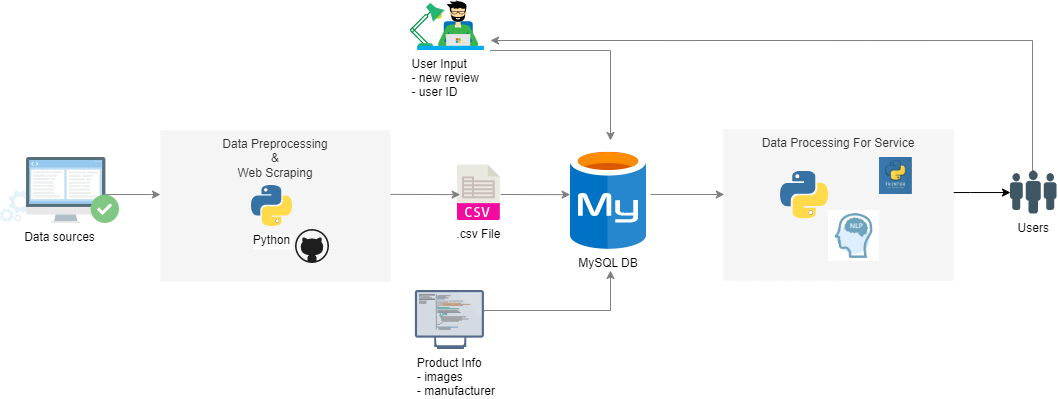 User Input
- new review
- user ID
Data Preprocessing
&
Web Scraping
Python
Data sources
CSV
.csv File
My
MySQL DB
Product Info
- images
- manufacturer
Data Processing For Service
TKINTER
NLP
Users